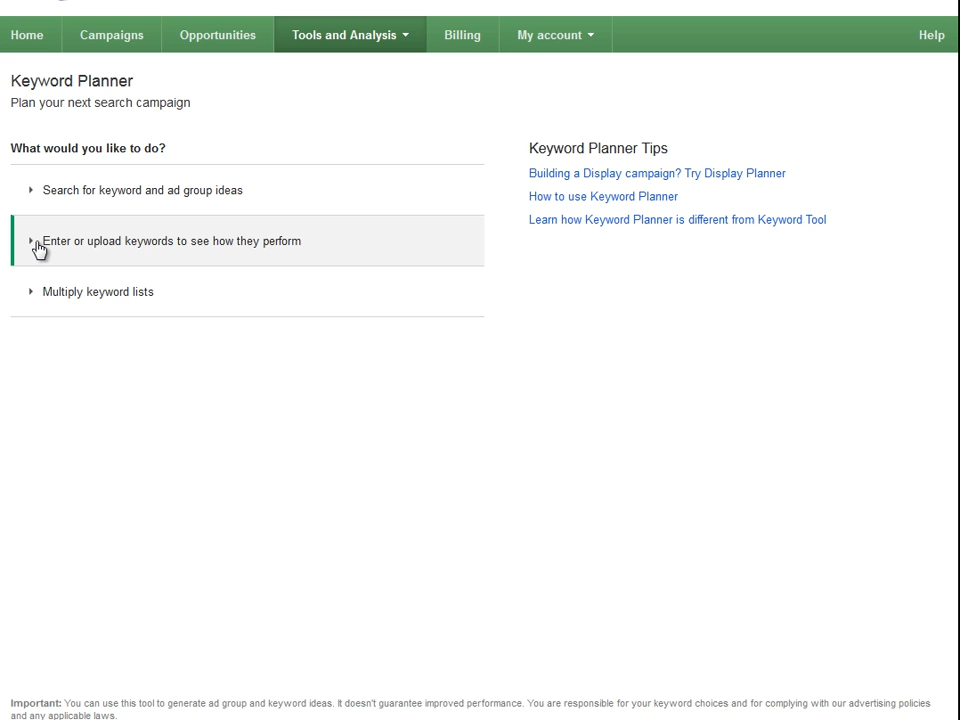 Home Campaigns Opportunities Tools and Analysis Billing My account Help
Keyword Planner
Plan your next search campaign
What would you like to do?
Search for keyword and ad group ideas
Enter or upload keywords to see how they perform
Multiply keyword lists
Keyword Planner Tips
Building a Display campaign? Try Display Planner
How to use Keyword Planner
Learn how Keyword Planner is different from Keyword Tool
Important: You can use this tool to generate ad group and keyword ideas. It doesn't guarantee improved performance. You are responsible for your keyword choices and for complying with our advertising policies
and any applicable laws.